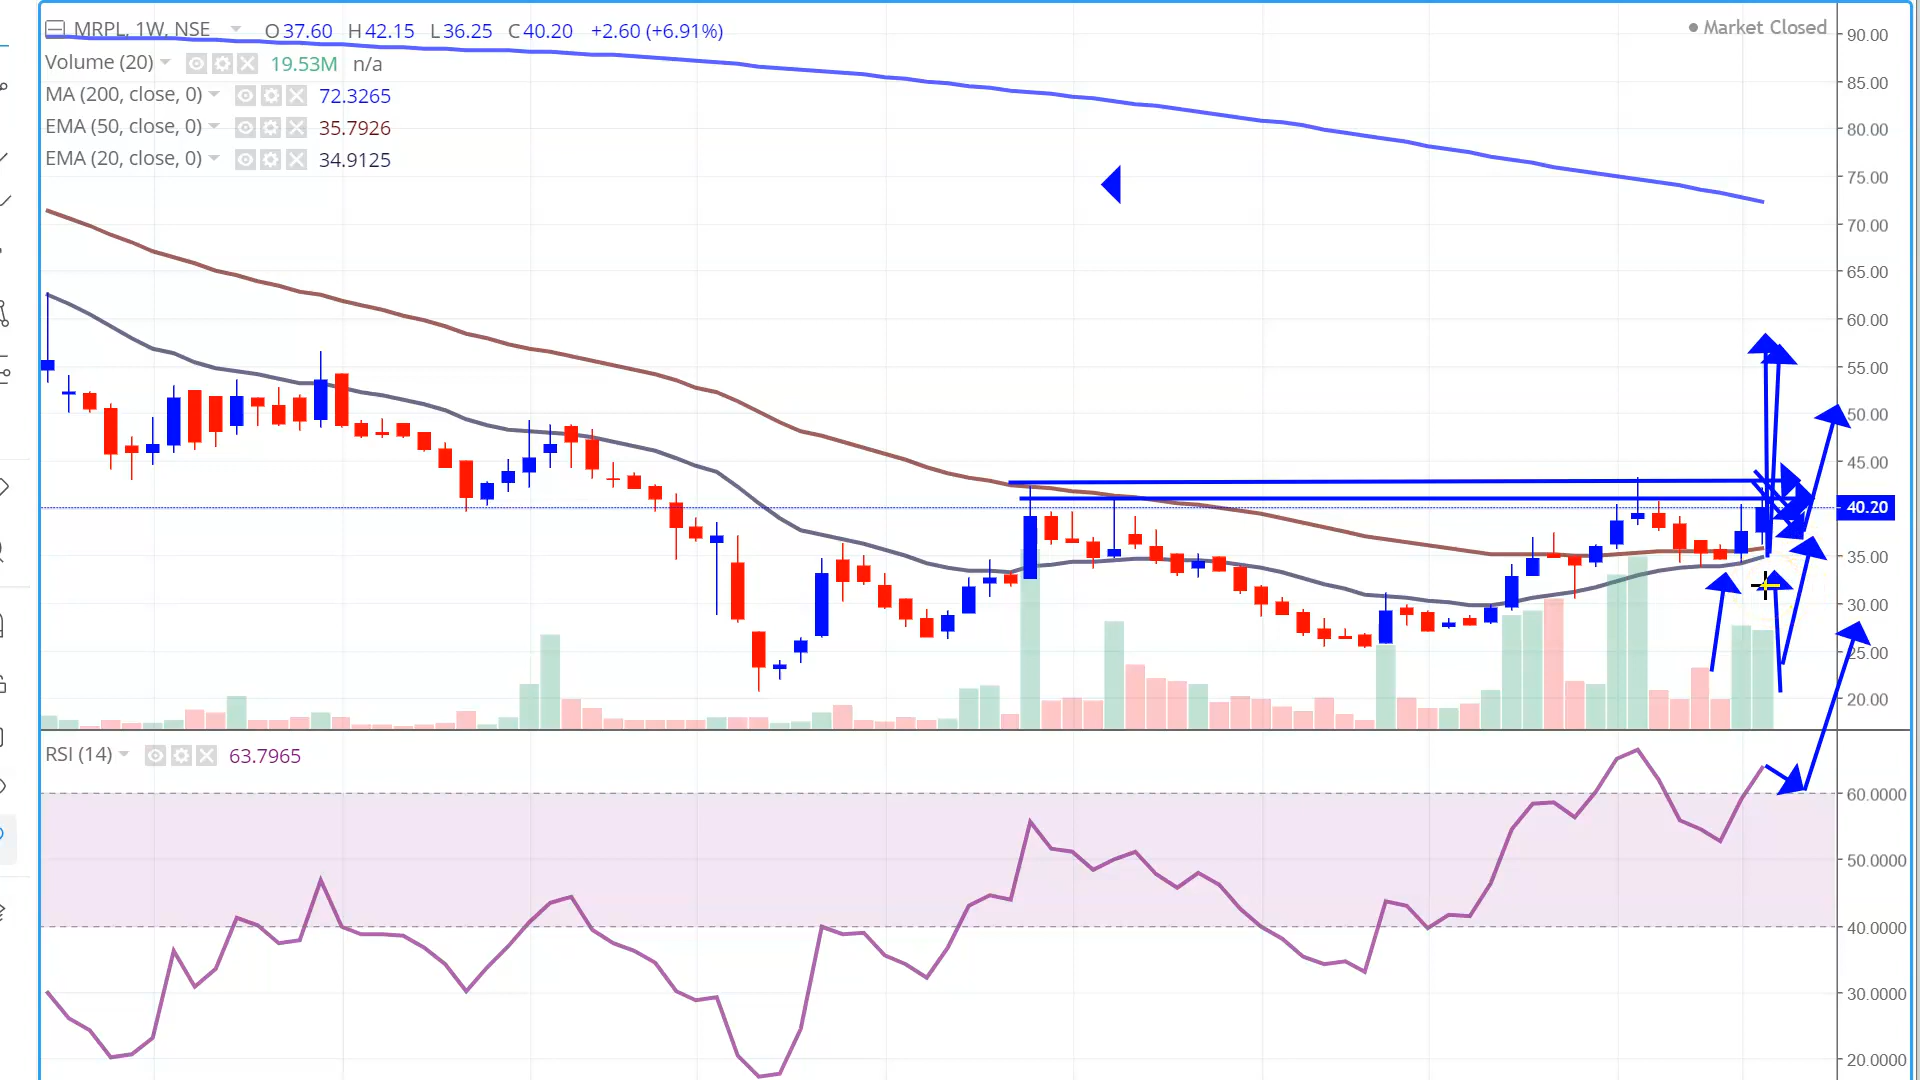 MRPL, 1W, NSE O37.60 H42.15 L36.25 C40.20 +2.60 (+6.91%)
Market Closed
Volume (20) 19.53M n/a
MA (200, close, 0) 72.3265
EMA (50, close, 0) 35.7926
EMA (20, close, 0) 34.9125
90.00
85.00
80.00
75.00
70.00
65.00
60.00
55.00
50.00
45.00
40.20
35.00
30.00
25.00
20.00
RSI (14) 63.7965
60.0000
50.0000
40.0000
30.0000
20.0000